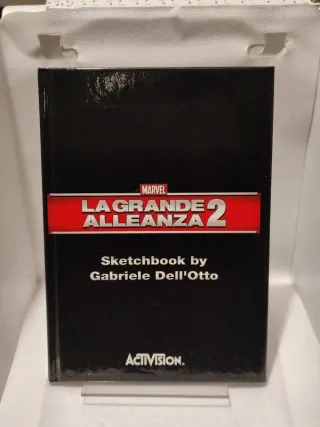 MARVEL
LA GRANDE
ALLEANZA 2
Sketchbook by
Gabriele Dell'Otto
ACTIVISION.